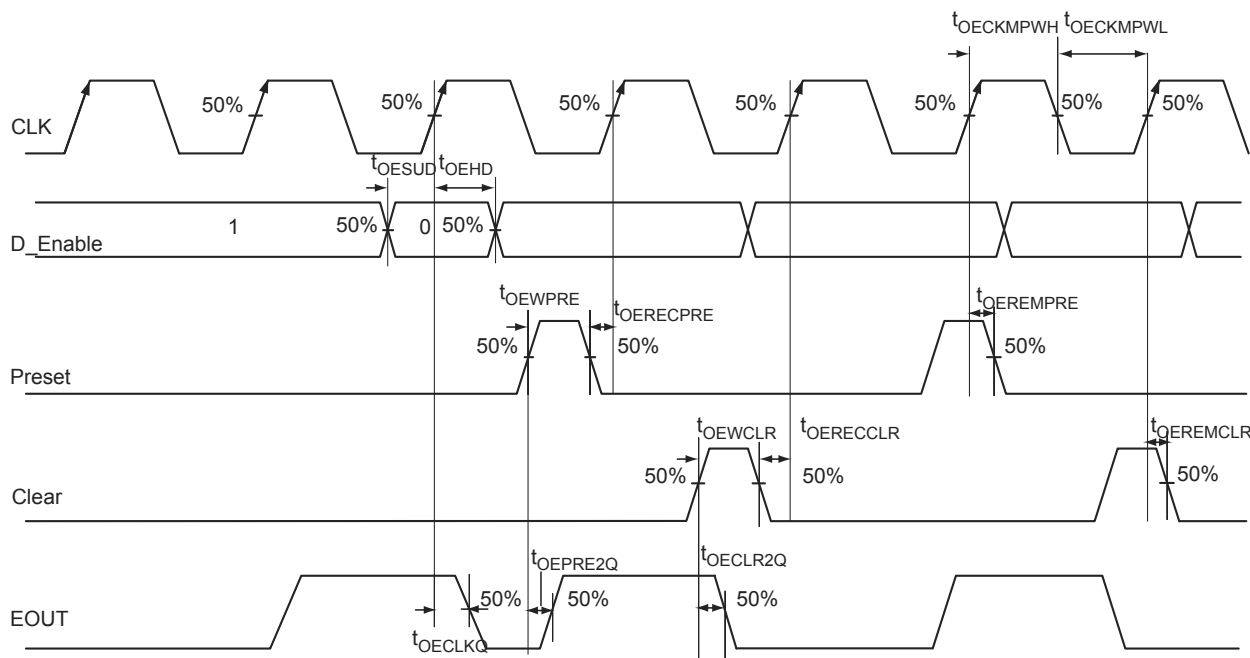 tOECKMPWH tOECKMPWL
CLK
50% 50% 50% 50% 50% 50% 50%
tOESUD tOEHD
D_Enable
1 50% 0 50%
tOEWPRE tOERECPRE tOEREMPRE
Preset
50% 50% 50%
tOEWCLR tOERECCLR tOEREMCLR
Clear
50% 50% 50%
tOEPRE2Q tOECLR2Q
EOUT
50% 50% 50%
tOECLKQ